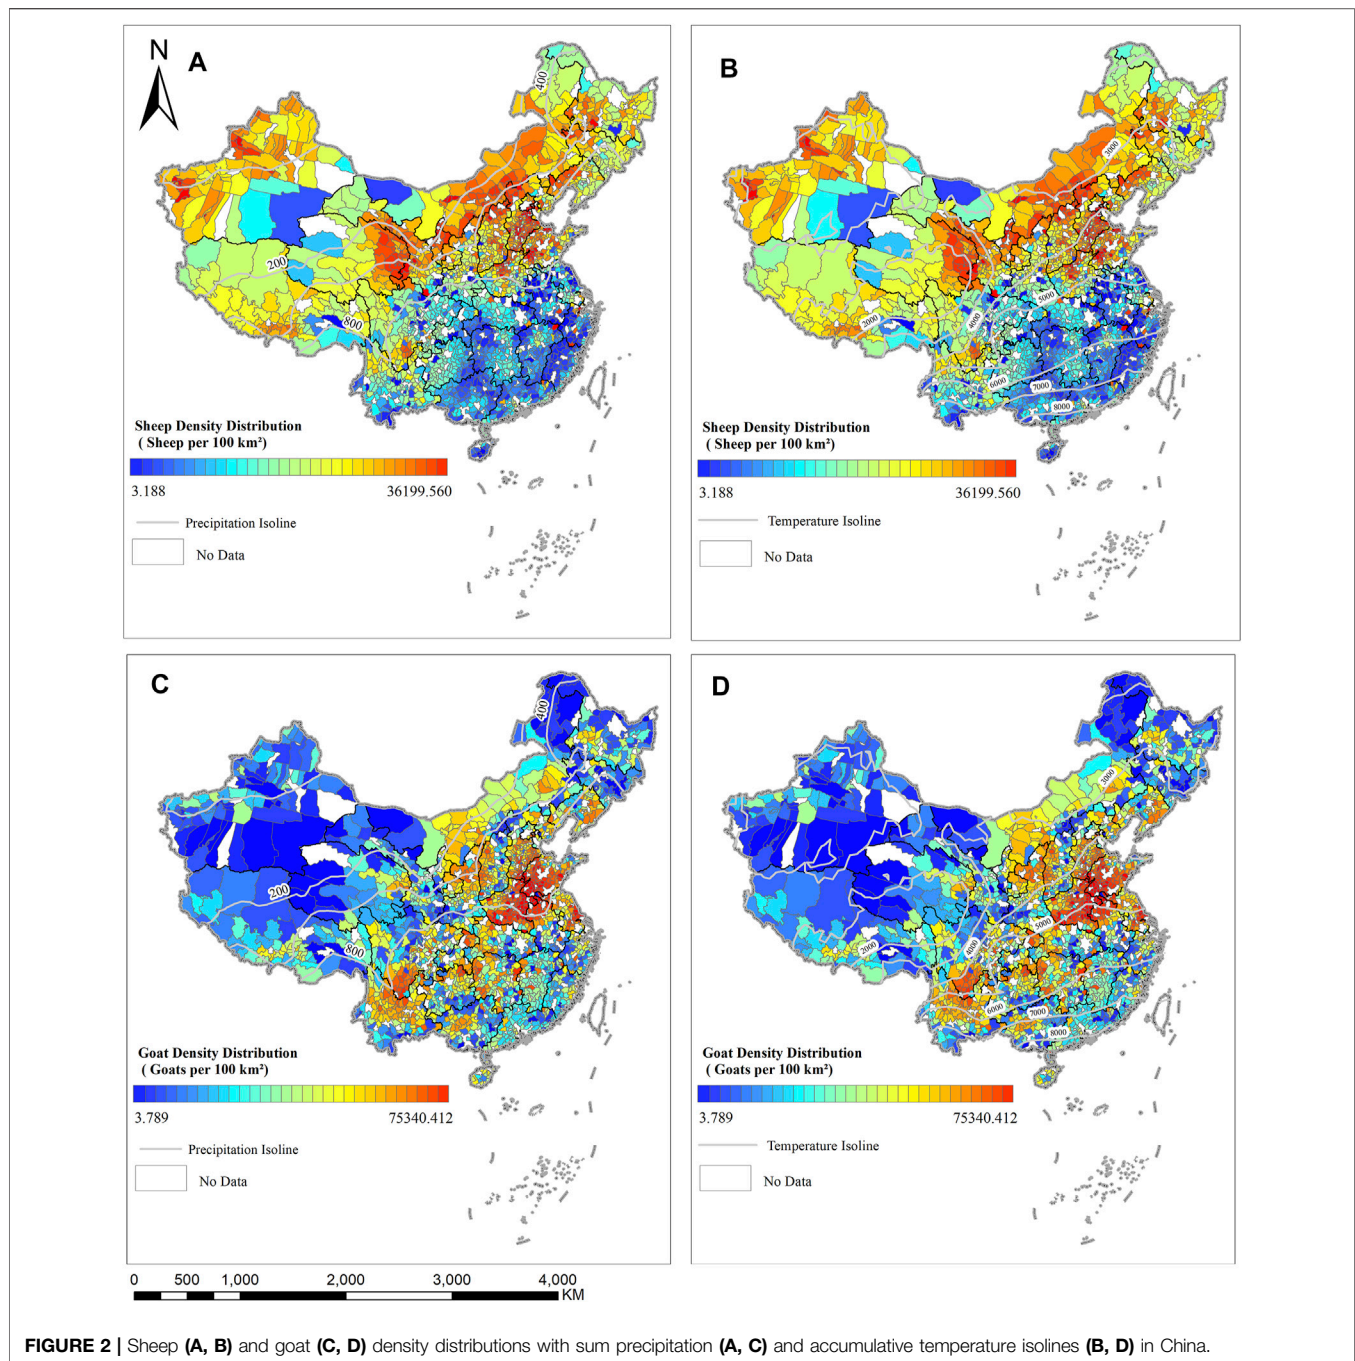 N
A
400
200
800
Sheep Density Distribution
( Sheep per 100 km²)
3.188 36199.560
Precipitation Isoline
No Data
B
3000
2000
4000
5000
6000
7000
8000
Sheep Density Distribution
( Sheep per 100 km²)
3.188 36199.560
Temperature Isoline
No Data
C
400
200
800
Goat Density Distribution
( Goats per 100 km²)
3.789 75340.412
Precipitation Isoline
No Data
D
3000
2000
4000
5000
6000
7000
8000
Goat Density Distribution
( Goats per 100 km²)
3.789 75340.412
Temperature Isoline
No Data
0 500 1,000 2,000 3,000 4,000
KM
FIGURE 2 | Sheep (A, B) and goat (C, D) density distributions with sum precipitation (A, C) and accumulative temperature isolines (B, D) in China.